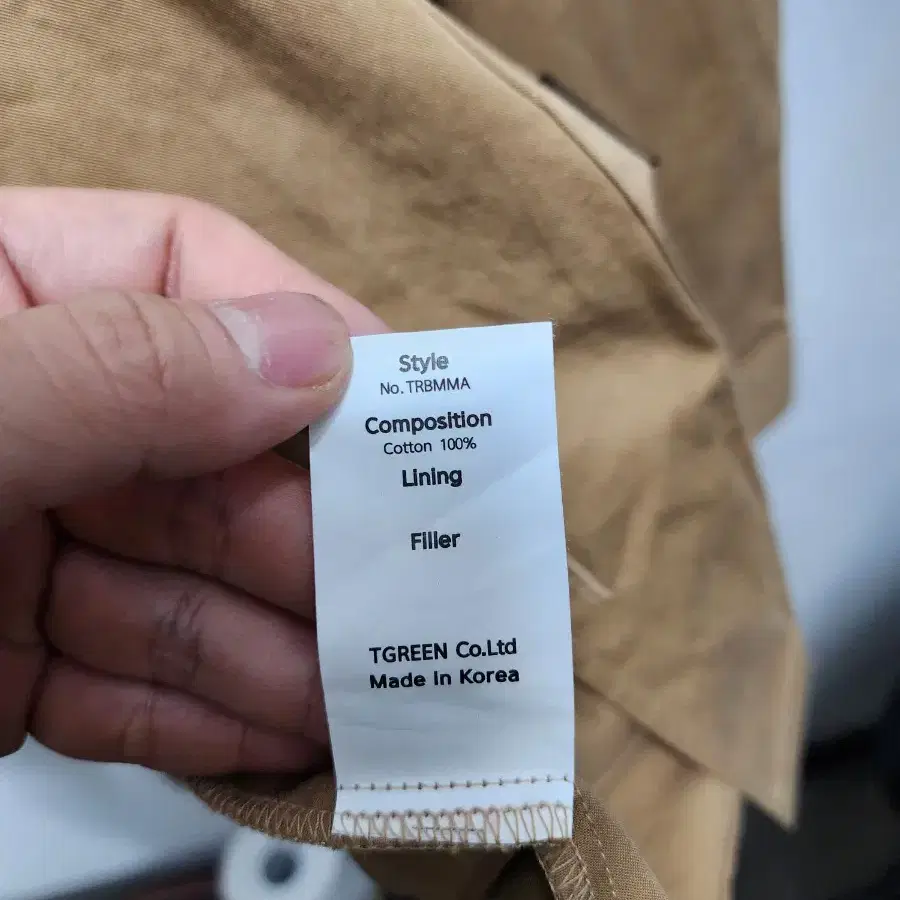 Style
No.TRBMMA
Composition
Cotton 100%
Lining
Filler
TGREEN Co.Ltd
Made in Korea